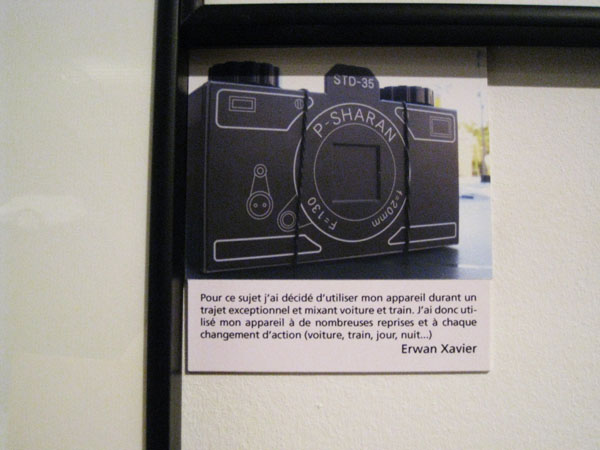 STD-35
P-SHARAN
F=130 f=20mm
Pour ce sujet j'ai décidé d'utiliser mon appareil durant un
trajet exceptionnel et mixant voiture et train. J'ai donc uti-
lisé mon appareil à de nombreuses reprises et à chaque
changement d'action (voiture, train, jour, nuit...)
Erwan Xavier